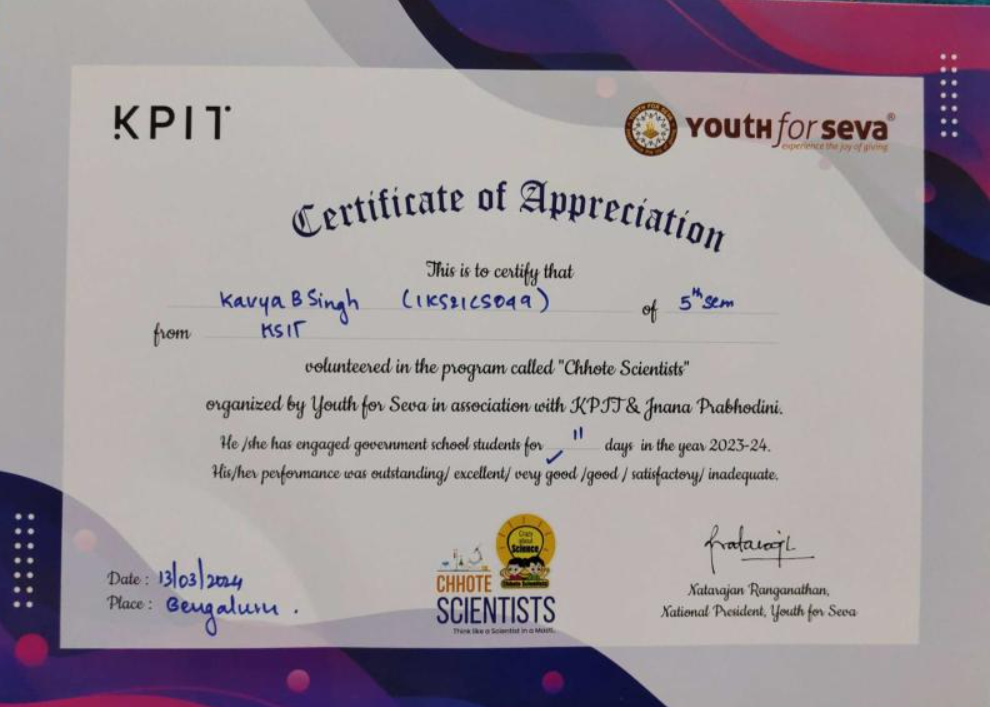 KPIT
YOUTH for seva®
experience the joy of giving
Certificate of Appreciation
This is to certify that
Kavya B Singh (1KS21CS049) of 5th sem
from KSIT
volunteered in the program called "Chhote Scientists"
organized by Youth for Seva in association with KPIT & Jnana Prabhodini.
He /she has engaged government school students for 11 days in the year 2023-24.
His/her performance was outstanding/ excellent/ very good /good / satisfactory/ inadequate.
Crazy
about
Science
Chhote Scientists
CHHOTE
SCIENTISTS
Think like a Scientist in a Masti..
Date : 13/03/2024
Place : Bengaluru .
Natarajan Ranganathan,
National President, Youth for Seva